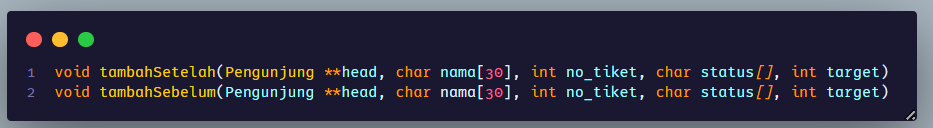 1 void tambahSetelah(Pengunjung **head, char nama[30], int no_tiket, char status[], int target)
2 void tambahSebelum(Pengunjung **head, char nama[30], int no_tiket, char status[], int target)